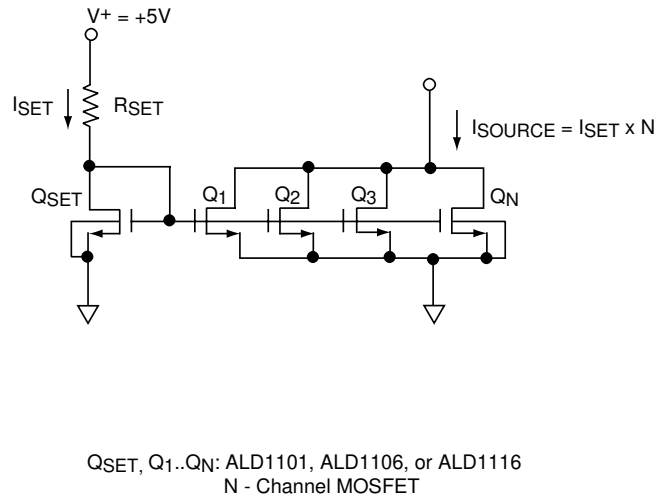 V+ = +5V
ISET
RSET
ISOURCE = ISET x N
QSET
Q1
Q2
Q3
QN
QSET, Q1..QN: ALD1101, ALD1106, or ALD1116
N - Channel MOSFET